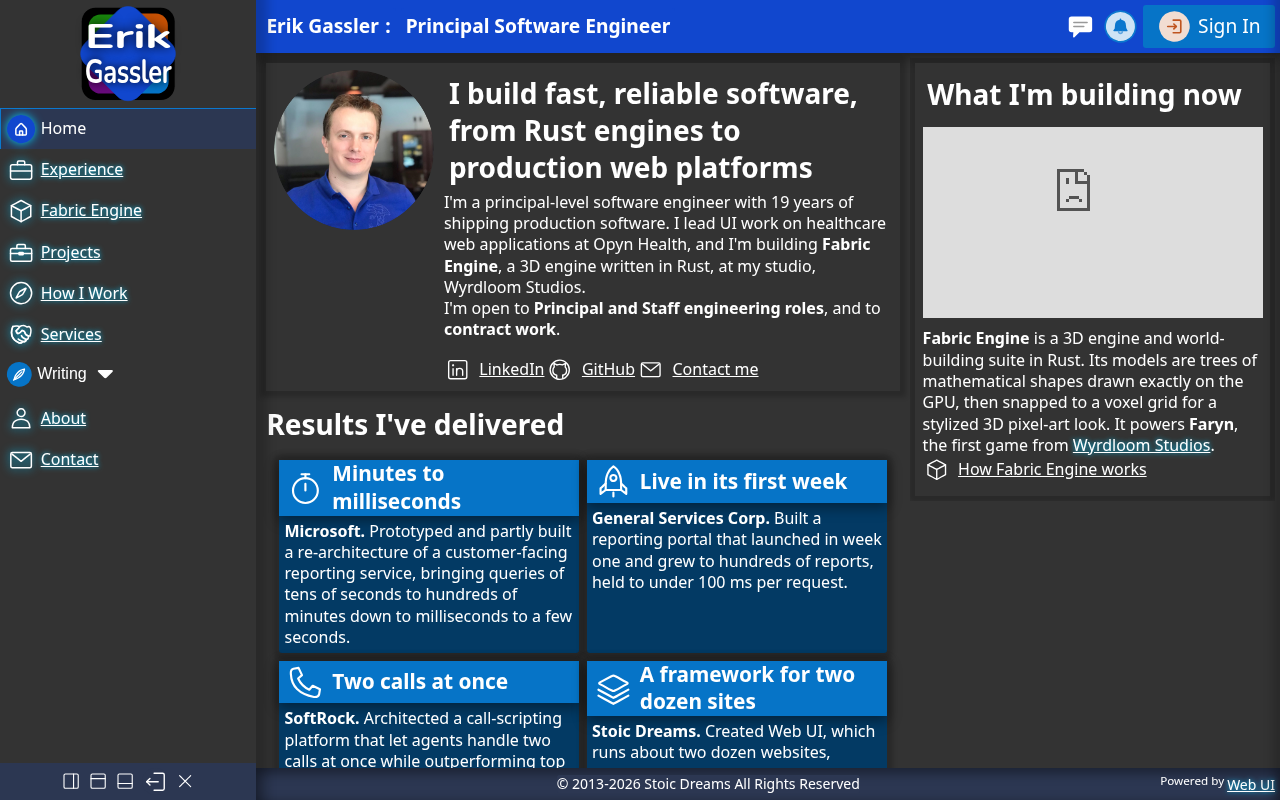 Erik
Gassler
Home
Experience
Fabric Engine
Projects
How I Work
Services
Writing
About
Contact
Erik Gassler : Principal Software Engineer
Sign In
I build fast, reliable software,
from Rust engines to
production web platforms
I'm a principal-level software engineer with 19 years of
shipping production software. I lead UI work on healthcare
web applications at Opyn Health, and I'm building Fabric
Engine, a 3D engine written in Rust, at my studio,
Wyrdloom Studios.
I'm open to Principal and Staff engineering roles, and to
contract work.
LinkedIn GitHub Contact me
Results I've delivered
Minutes to
milliseconds
Microsoft. Prototyped and partly built
a re-architecture of a customer-facing
reporting service, bringing queries of
tens of seconds to hundreds of
minutes down to milliseconds to a few
seconds.
Live in its first week
General Services Corp. Built a
reporting portal that launched in week
one and grew to hundreds of reports,
held to under 100 ms per request.
Two calls at once
SoftRock. Architected a call-scripting
platform that let agents handle two
calls at once while outperforming top
A framework for two
dozen sites
Stoic Dreams. Created Web UI, which
runs about two dozen websites,
What I'm building now
Fabric Engine is a 3D engine and world-
building suite in Rust. Its models are trees of
mathematical shapes drawn exactly on the
GPU, then snapped to a voxel grid for a
stylized 3D pixel-art look. It powers Faryn,
the first game from Wyrdloom Studios.
How Fabric Engine works
© 2013-2026 Stoic Dreams All Rights Reserved
Powered by Web UI